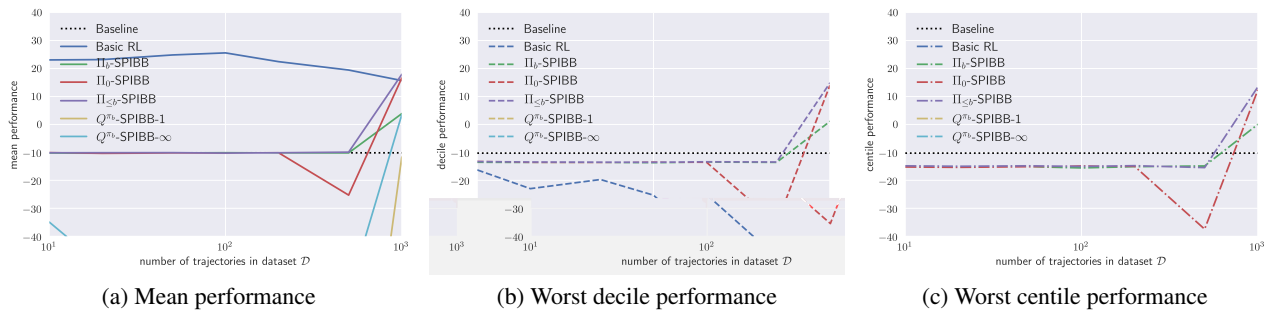 40
30
20
10
0
−10
−20
−30
−40
mean performance
Baseline
Basic RL
Π_b-SPIBB
Π_0-SPIBB
Π_{≤b}-SPIBB
Q^{π_b}-SPIBB-1
Q^{π_b}-SPIBB-∞
10^1
10^2
10^3
number of trajectories in dataset 𝒟
(a) Mean performance
40
30
20
10
0
−10
−20
decile performance
Baseline
Basic RL
Π_b-SPIBB
Π_0-SPIBB
Π_{≤b}-SPIBB
Q^{π_b}-SPIBB-1
Q^{π_b}-SPIBB-∞
−30
−40
10^3
10^1
10^2
number of trajectories in dataset 𝒟
(b) Worst decile performance
40
30
20
10
0
−10
−20
−30
−40
centile performance
Baseline
Basic RL
Π_b-SPIBB
Π_0-SPIBB
Π_{≤b}-SPIBB
Q^{π_b}-SPIBB-1
Q^{π_b}-SPIBB-∞
10^1
10^2
10^3
number of trajectories in dataset 𝒟
(c) Worst centile performance